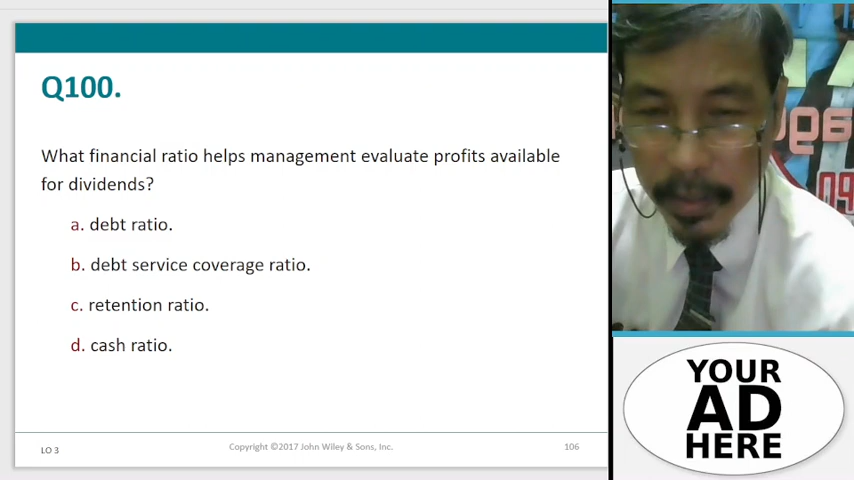 Q100.
What financial ratio helps management evaluate profits available
for dividends?
a. debt ratio.
b. debt service coverage ratio.
c. retention ratio.
d. cash ratio.
LO 3
Copyright ©2017 John Wiley & Sons, Inc.
106
09
YOUR
AD
HERE